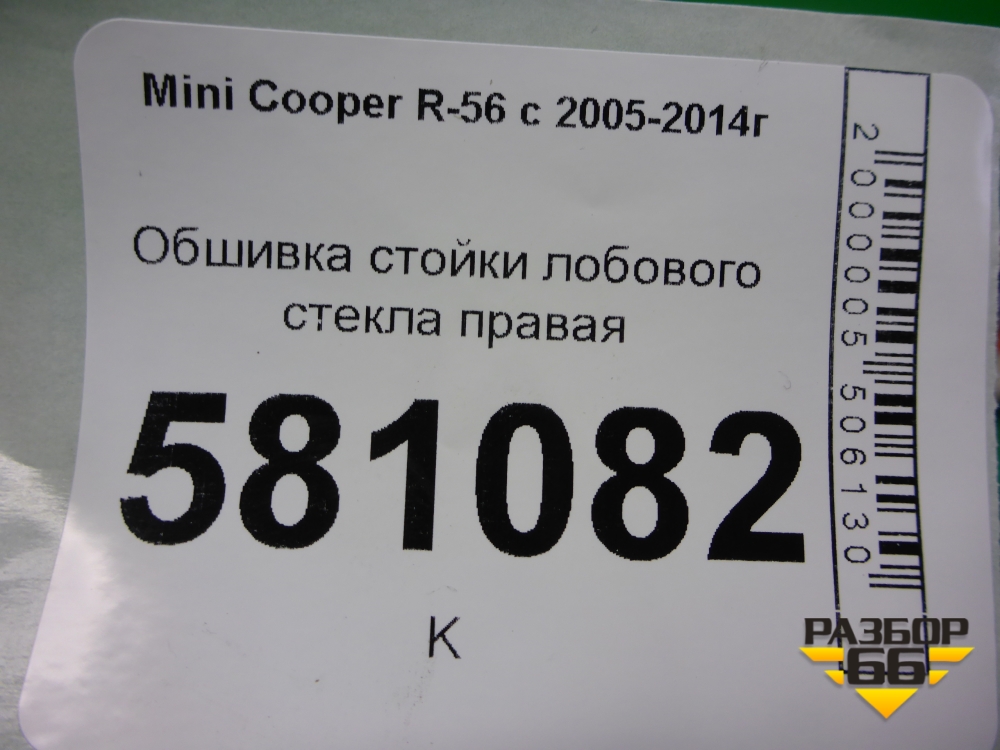 Mini Cooper R-56 с 2005-2014г
Обшивка стойки лобового
стекла правая
581082
К
2000005506130
РАЗБОР
66